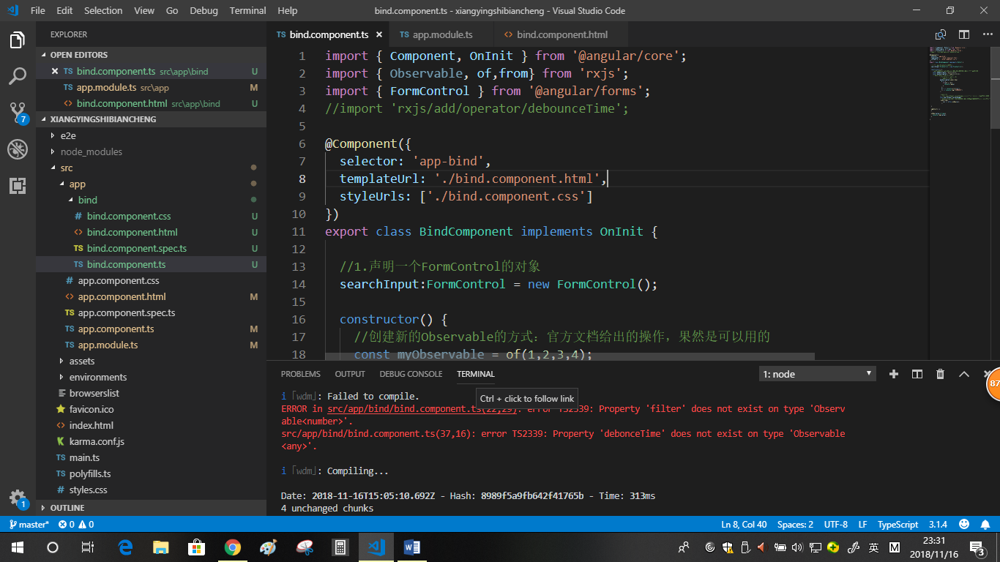 File Edit Selection View Go Debug Terminal Help
bind.component.ts - xiangyingshibiancheng - Visual Studio Code
EXPLORER
OPEN EDITORS
TS bind.component.ts src\app\bind U
TS app.module.ts src\app M
<> bind.component.html src\app\bind U
XIANGYINGSHIBIANCHENG
e2e
node_modules
src
app
bind
# bind.component.css U
<> bind.component.html U
TS bind.component.spec.ts U
TS bind.component.ts U
# app.component.css
<> app.component.html M
TS app.component.spec.ts
TS app.component.ts M
TS app.module.ts M
assets
environments
browserslist
favicon.ico
<> index.html
K karma.conf.js
TS main.ts
TS polyfills.ts
# styles.css
OUTLINE
7
1
TS bind.component.ts
TS app.module.ts
<> bind.component.html
1 import { Component, OnInit } from '@angular/core';
2 import { Observable, of,from} from 'rxjs';
3 import { FormControl } from '@angular/forms';
4 //import 'rxjs/add/operator/debounceTime';
5
6 @Component({
7 selector: 'app-bind',
8 templateUrl: './bind.component.html',
9 styleUrls: ['./bind.component.css']
10 })
11 export class BindComponent implements OnInit {
12
13 //1.声明一个FormControl的对象
14 searchInput:FormControl = new FormControl();
15
16 constructor() {
17 //创建新的Observable的方式：官方文档给出的操作，果然是可以用的
18 const myObservable = of(1,2,3,4);
PROBLEMS OUTPUT DEBUG CONSOLE TERMINAL
1: node
i ｢wdm｣: Failed to compile.
Ctrl + click to follow link
ERROR in src/app/bind/bind.component.ts(22,29): error TS2339: Property 'filter' does not exist on type 'Observ
able<number>'.
src/app/bind/bind.component.ts(37,16): error TS2339: Property 'debonceTime' does not exist on type 'Observable
<any>'.
i ｢wdm｣: Compiling...
Date: 2018-11-16T15:05:10.692Z - Hash: 8989f5a9fb642f41765b - Time: 313ms
4 unchanged chunks
87
master* 0 0
Ln 8, Col 40 Spaces: 2 UTF-8 LF TypeScript 3.1.4
英 M
23:31
2018/11/16
3